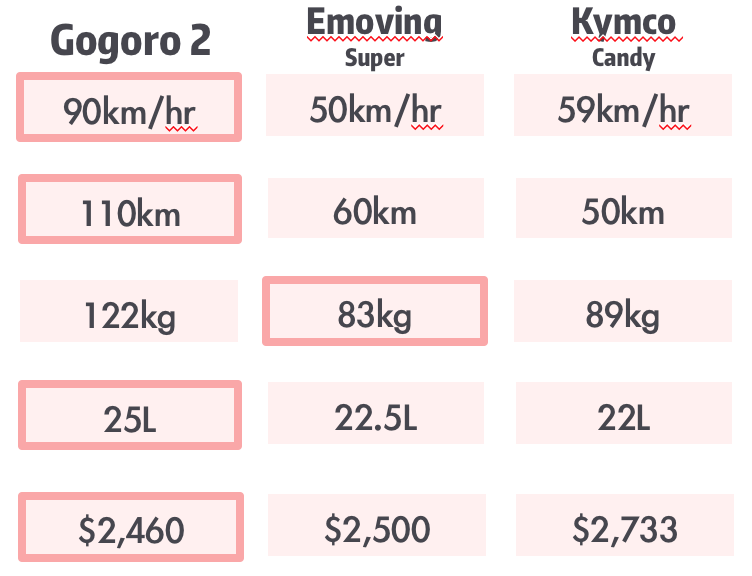 Gogoro 2
Emoving
Super
Kymco
Candy
90km/hr
50km/hr
59km/hr
110km
60km
50km
122kg
83kg
89kg
25L
22.5L
22L
$2,460
$2,500
$2,733